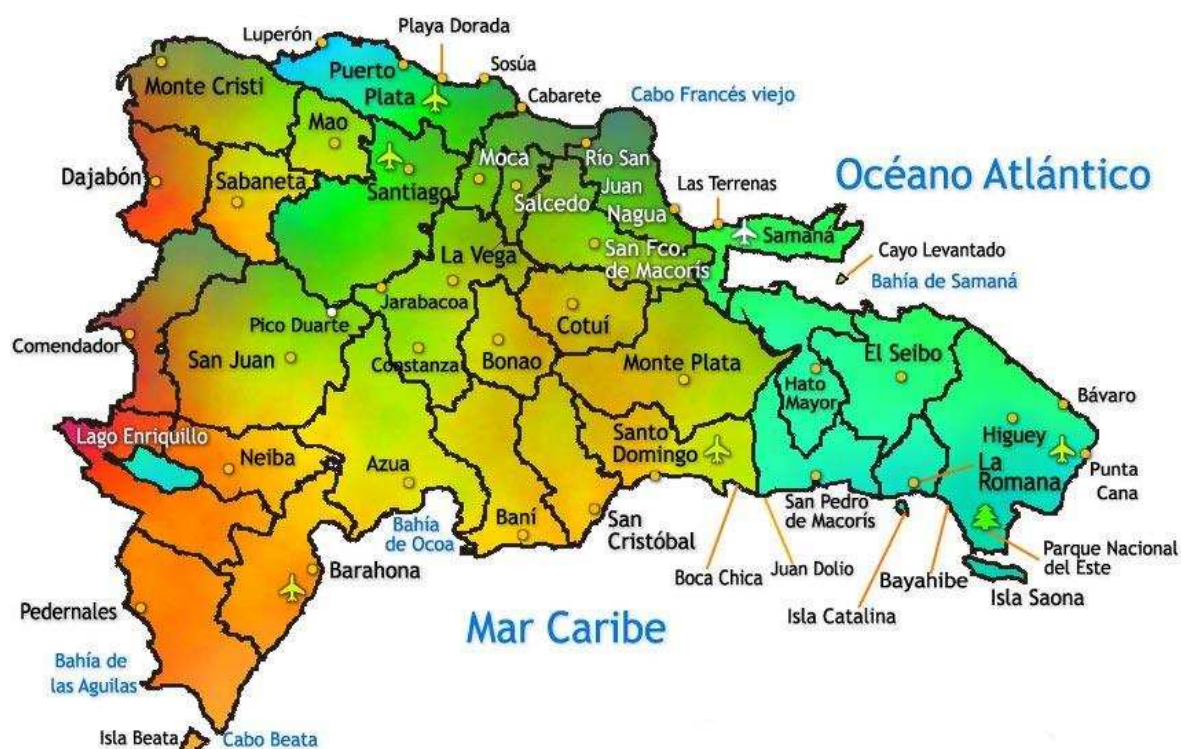 Playa Dorada
Luperón
Sosúa
Puerto
Plata
Monte Cristi
Cabarete
Cabo Francés viejo
Mao
Moca
Río San
Juan
Dajabón
Sabaneta
Santiago
Salcedo
Las Terrenas
Océano Atlántico
Nagua
Samaná
La Vega
San Fco.
de Macorís
Cayo Levantado
Bahía de Samaná
Jarabacoa
Pico Duarte
Cotuí
Comendador
San Juan
Constanza
Bonao
Monte Plata
El Seibo
Hato
Mayor
Bávaro
Lago Enriquillo
Neiba
Azua
Santo
Domingo
Higuey
La
Romana
Punta
Cana
San Pedro
de Macorís
Bahía
de Ocoa
Baní
San
Cristóbal
Barahona
Boca Chica
Juan Dolio
Bayahibe
Parque Nacional
del Este
Isla Saona
Pedernales
Isla Catalina
Mar Caribe
Bahía de
las Aguilas
Isla Beata
Cabo Beata